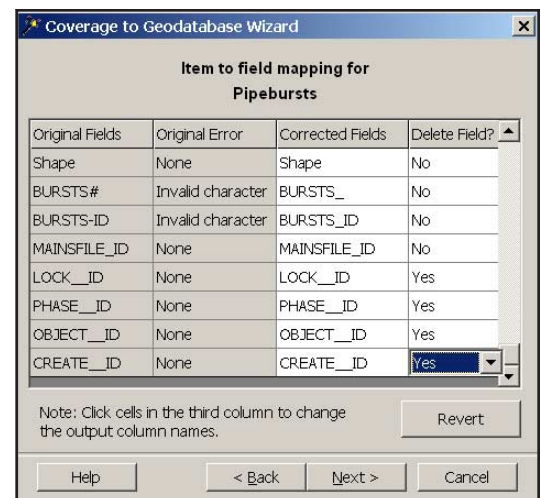 Coverage to Geodatabase Wizard
Item to field mapping for
Pipebursts
Original Fields Original Error Corrected Fields Delete Field?
Shape None Shape No
BURSTS# Invalid character BURSTS_ No
BURSTS-ID Invalid character BURSTS_ID No
MAINSFILE_ID None MAINSFILE_ID No
LOCK__ID None LOCK__ID Yes
PHASE__ID None PHASE__ID Yes
OBJECT__ID None OBJECT__ID Yes
CREATE__ID None CREATE__ID Yes
Note: Click cells in the third column to change
the output column names.
Revert
Help < Back Next > Cancel